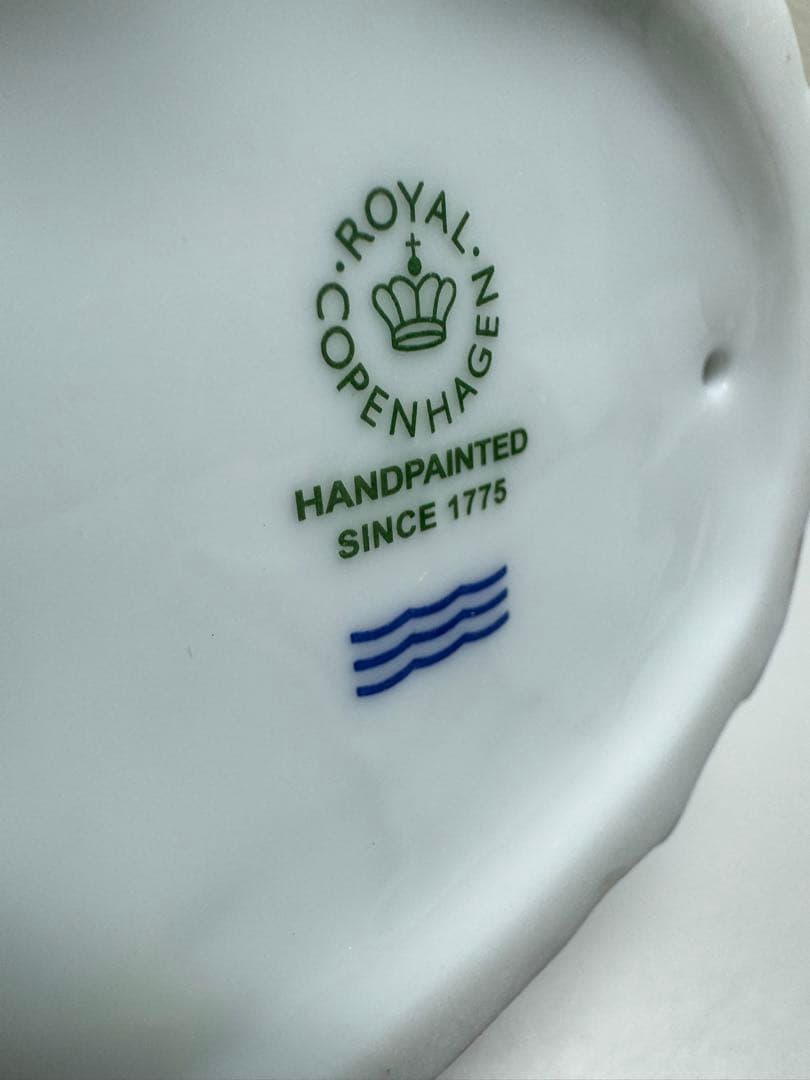 ROYAL
COPENHAGEN
HANDPAINTED
SINCE 1775